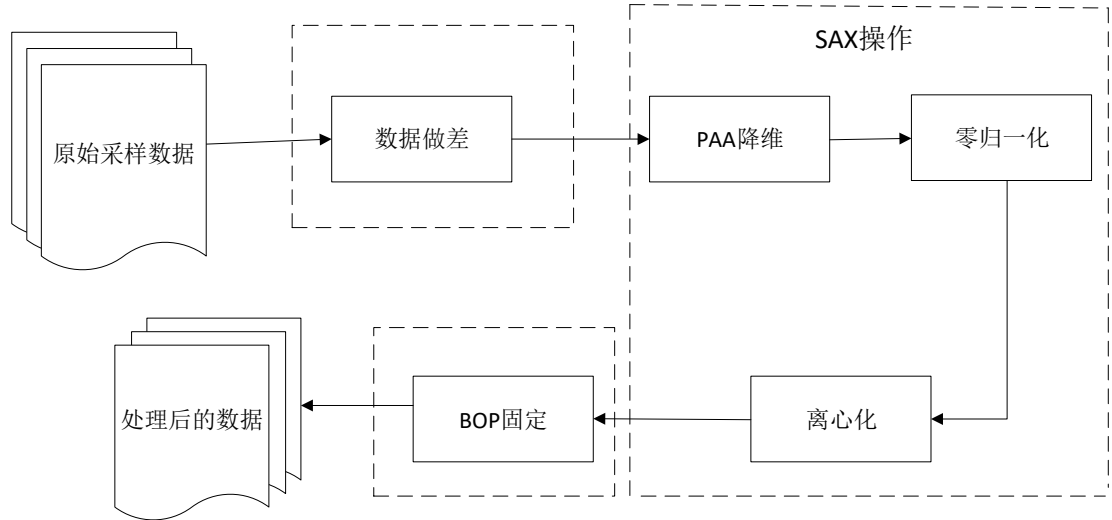 SAX操作
原始采样数据
数据做差
PAA降维
零归一化
处理后的数据
BOP固定
离心化